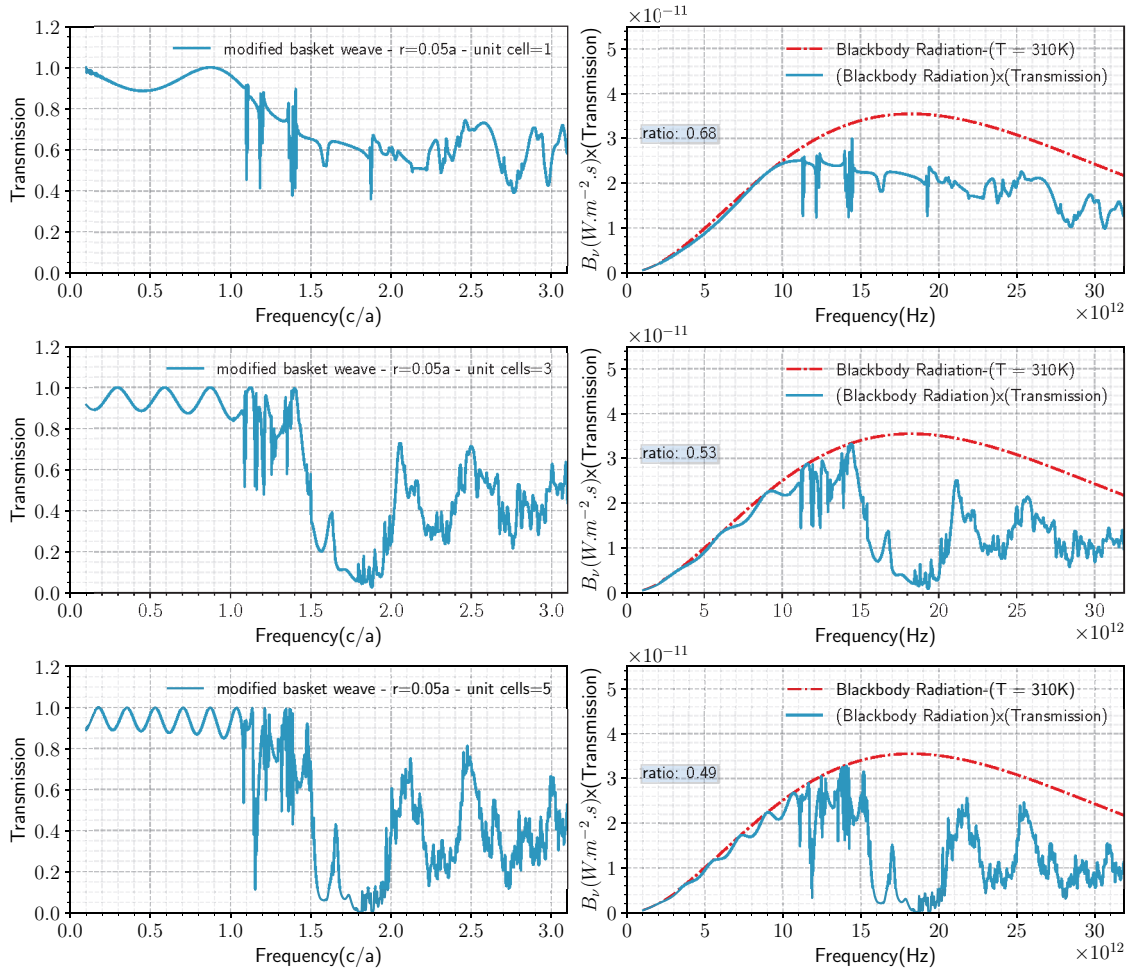 modified basket weave - r=0.05a - unit cell=1
Transmission
1.2
1.0
0.8
0.6
0.4
0.2
0.0
0.0 0.5 1.0 1.5 2.0 2.5 3.0
Frequency(c/a)
×10⁻¹¹
Blackbody Radiation-(T = 310K)
(Blackbody Radiation)x(Transmission)
ratio: 0.68
Bν(W.m⁻².s)x(Transmission)
5
4
3
2
1
0
0 5 10 15 20 25 30
Frequency(Hz)
×10¹²
modified basket weave - r=0.05a - unit cells=3
Transmission
1.2
1.0
0.8
0.6
0.4
0.2
0.0
0.0 0.5 1.0 1.5 2.0 2.5 3.0
Frequency(c/a)
×10⁻¹¹
Blackbody Radiation-(T = 310K)
(Blackbody Radiation)x(Transmission)
ratio: 0.53
Bν(W.m⁻².s)x(Transmission)
5
4
3
2
1
0
0 5 10 15 20 25 30
Frequency(Hz)
×10¹²
modified basket weave - r=0.05a - unit cells=5
Transmission
1.2
1.0
0.8
0.6
0.4
0.2
0.0
0.0 0.5 1.0 1.5 2.0 2.5 3.0
Frequency(c/a)
×10⁻¹¹
Blackbody Radiation-(T = 310K)
(Blackbody Radiation)x(Transmission)
ratio: 0.49
Bν(W.m⁻².s)x(Transmission)
5
4
3
2
1
0
0 5 10 15 20 25 30
Frequency(Hz)
×10¹²